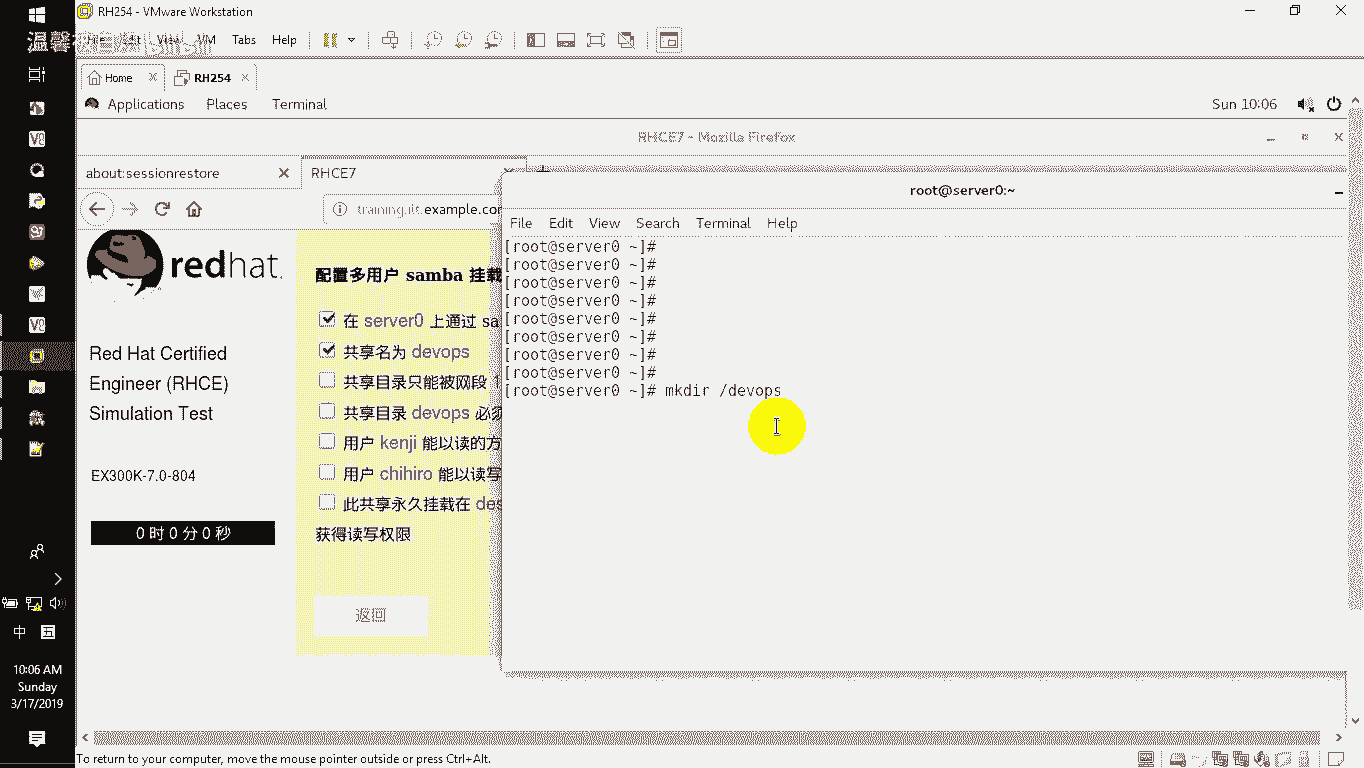 RH254 - VMware Workstation
温馨
VM Tabs Help
Home
RH254
Applications Places Terminal
Sun 10:06
RHCE7 - Mozilla Firefox
about:sessionrestore
RHCE7
training.ilt.example.com
root@server0:~
File Edit View Search Terminal Help
redhat.
Red Hat Certified
Engineer (RHCE)
Simulation Test
EX300K-7.0-804
0 时 0 分 0 秒
配置多用户 samba 挂载
在 server0 上通过 sa
共享名为 devops
共享目录只能被网段 1
共享目录 devops 必须
用户 kenji 能以读的方
用户 chihiro 能以读写
此共享永久挂载在 des
获得读写权限
返回
[root@server0 ~]#
[root@server0 ~]#
[root@server0 ~]#
[root@server0 ~]#
[root@server0 ~]#
[root@server0 ~]#
[root@server0 ~]#
[root@server0 ~]#
[root@server0 ~]# mkdir /devops
中 五
10:06 AM
Sunday
3/17/2019
To return to your computer, move the mouse pointer outside or press Ctrl+Alt.